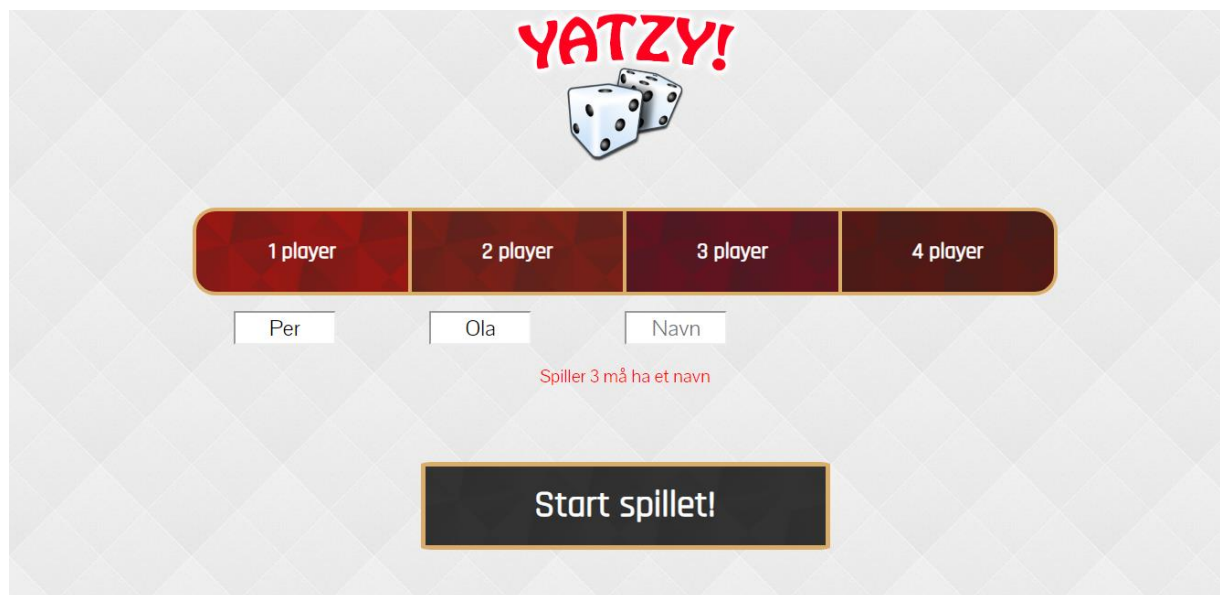 YATZY!
1 player 2 player 3 player 4 player
Per Ola Navn
Spiller 3 må ha et navn
Start spillet!